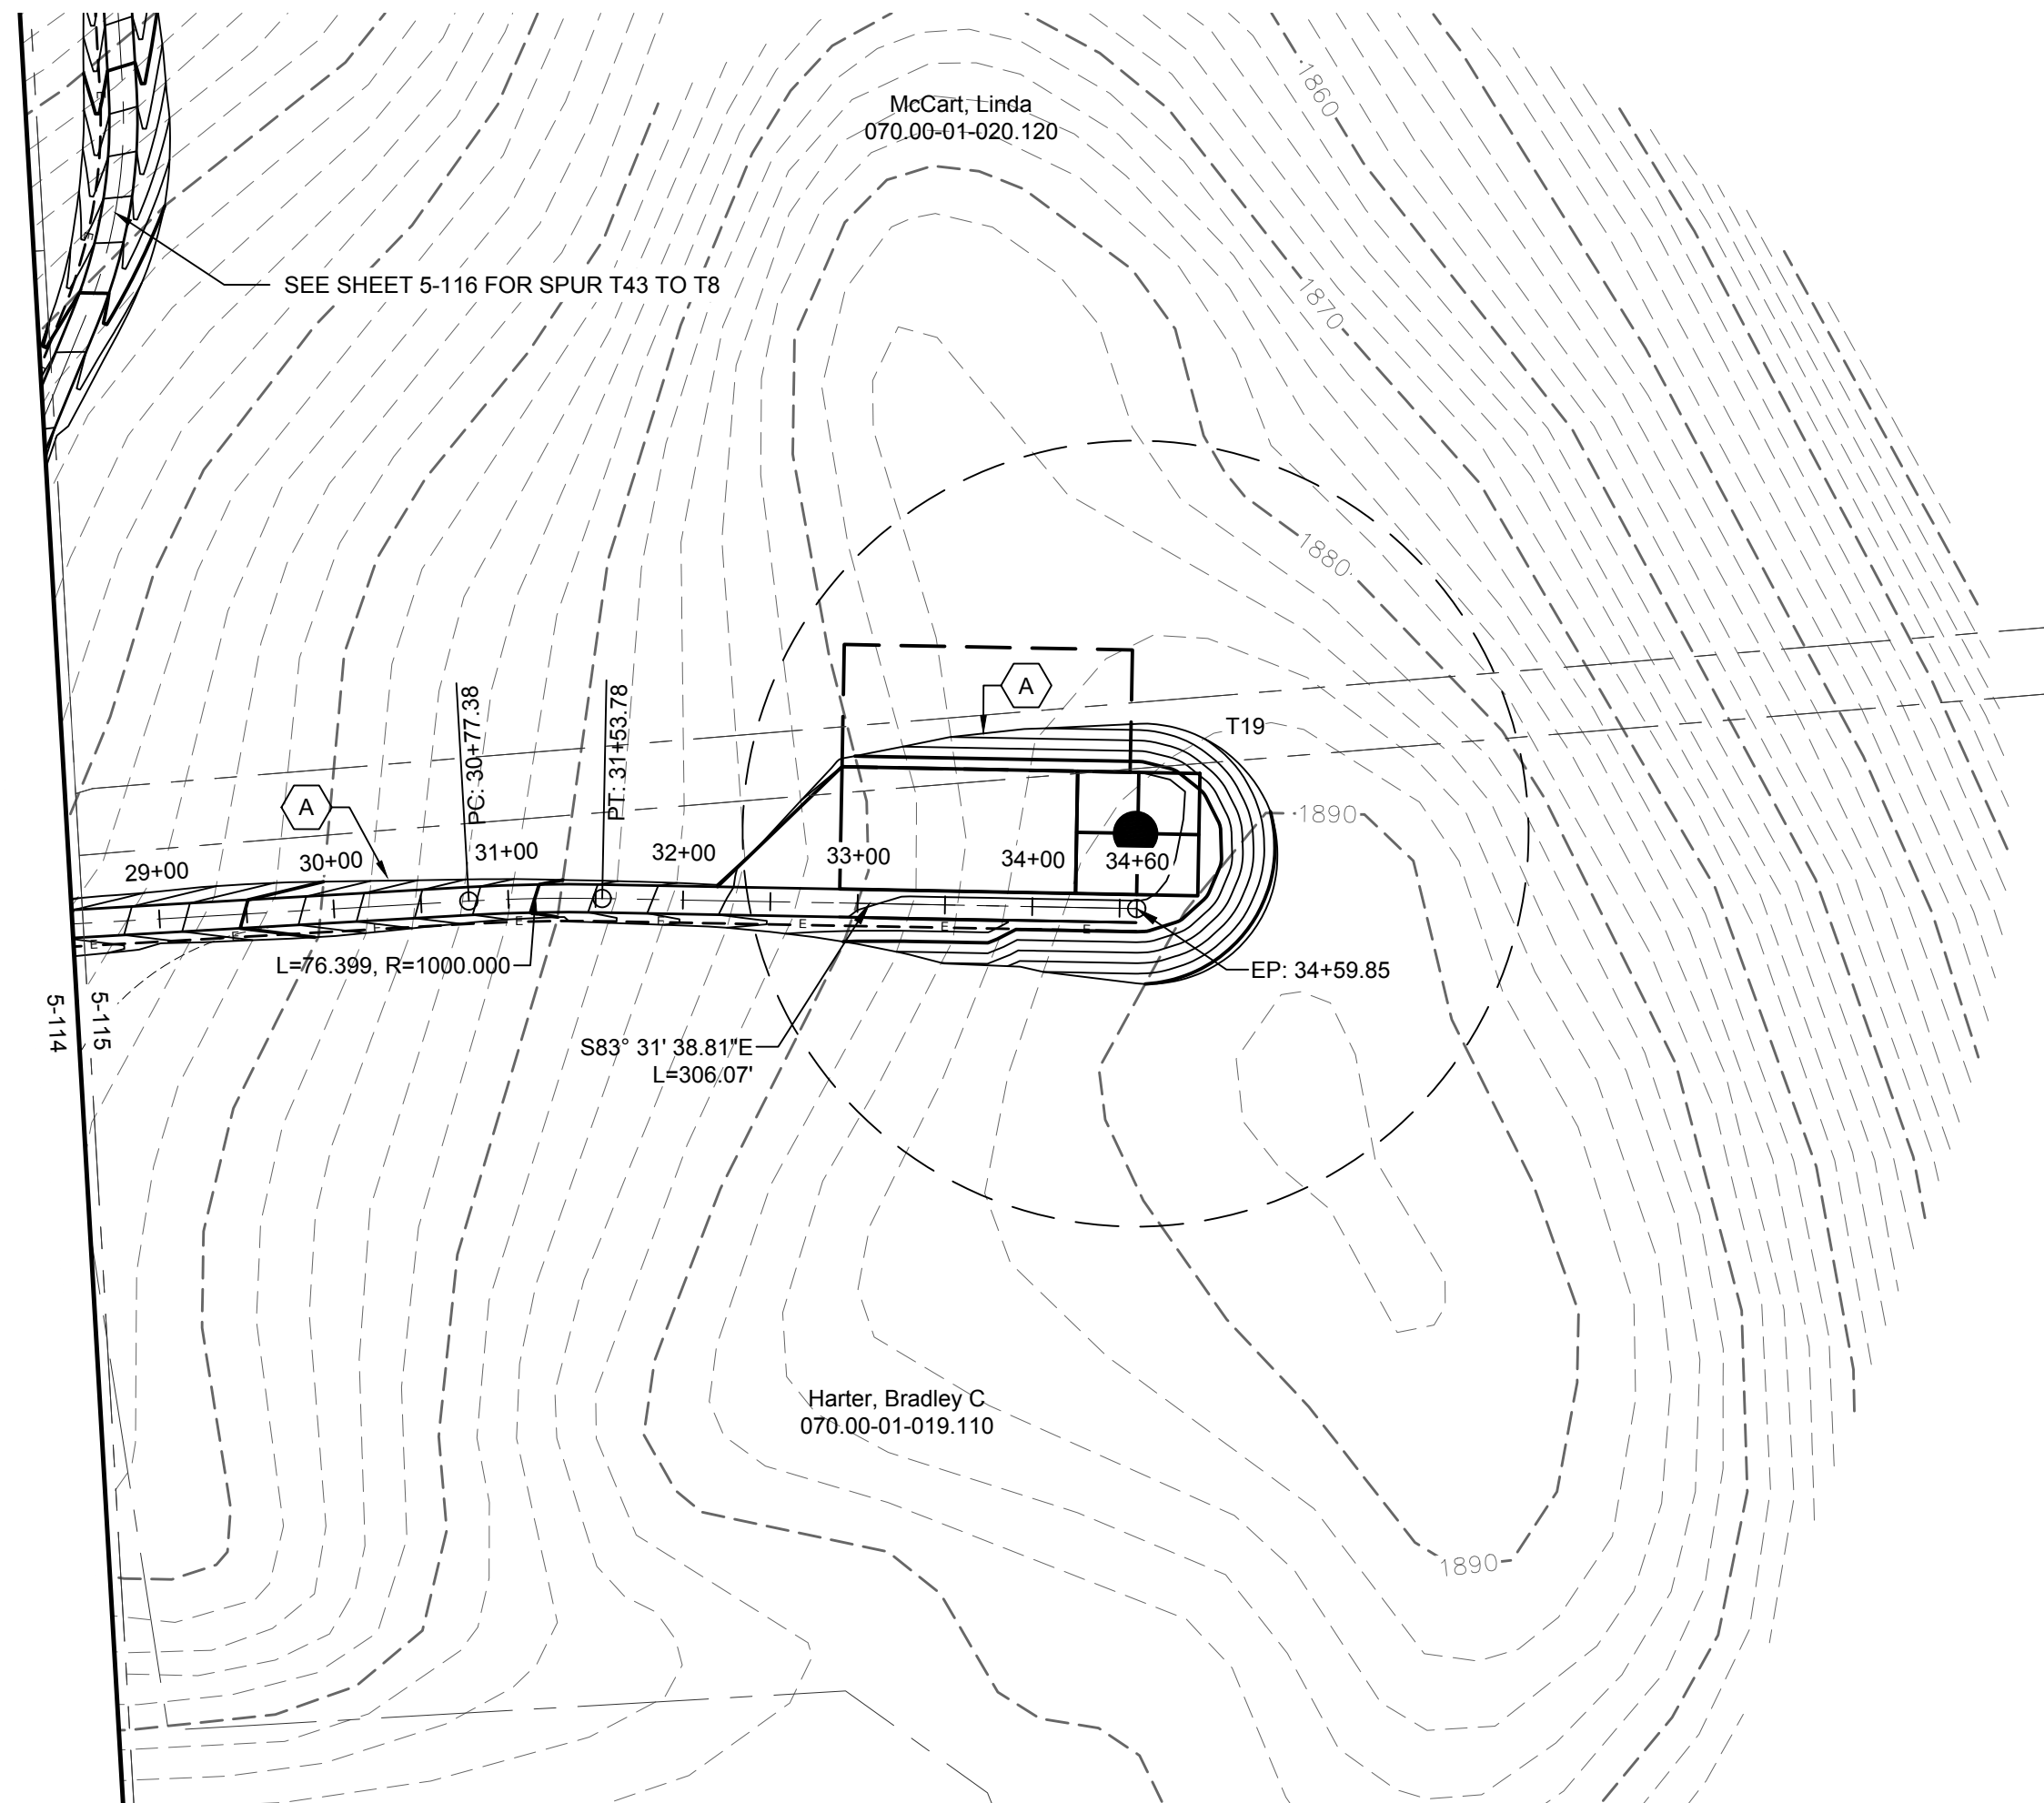 McCart, Linda
070.00-01-020.120
1860
SEE SHEET 5-116 FOR SPUR T43 TO T8
1870
1880
PC: 30+77.38
PT: 31+53.78
A
T19
A
1890
29+00
30+00
31+00
32+00
33+00
34+00
34+60
E
E
E
E
E
E
E
E
E
L=76.399, R=1000.000
EP: 34+59.85
5-114
5-115
S83° 31' 38.81"E
L=306.07'
Harter, Bradley C
070.00-01-019.110
1890